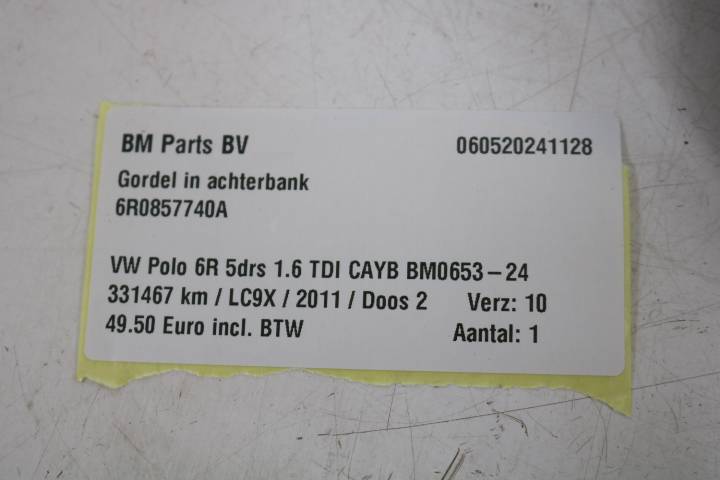 BM Parts BV 060520241128
Gordel in achterbank
6R0857740A
VW Polo 6R 5drs 1.6 TDI CAYB BM0653-24
331467 km / LC9X / 2011 / Doos 2 Verz: 10
49.50 Euro incl. BTW Aantal: 1